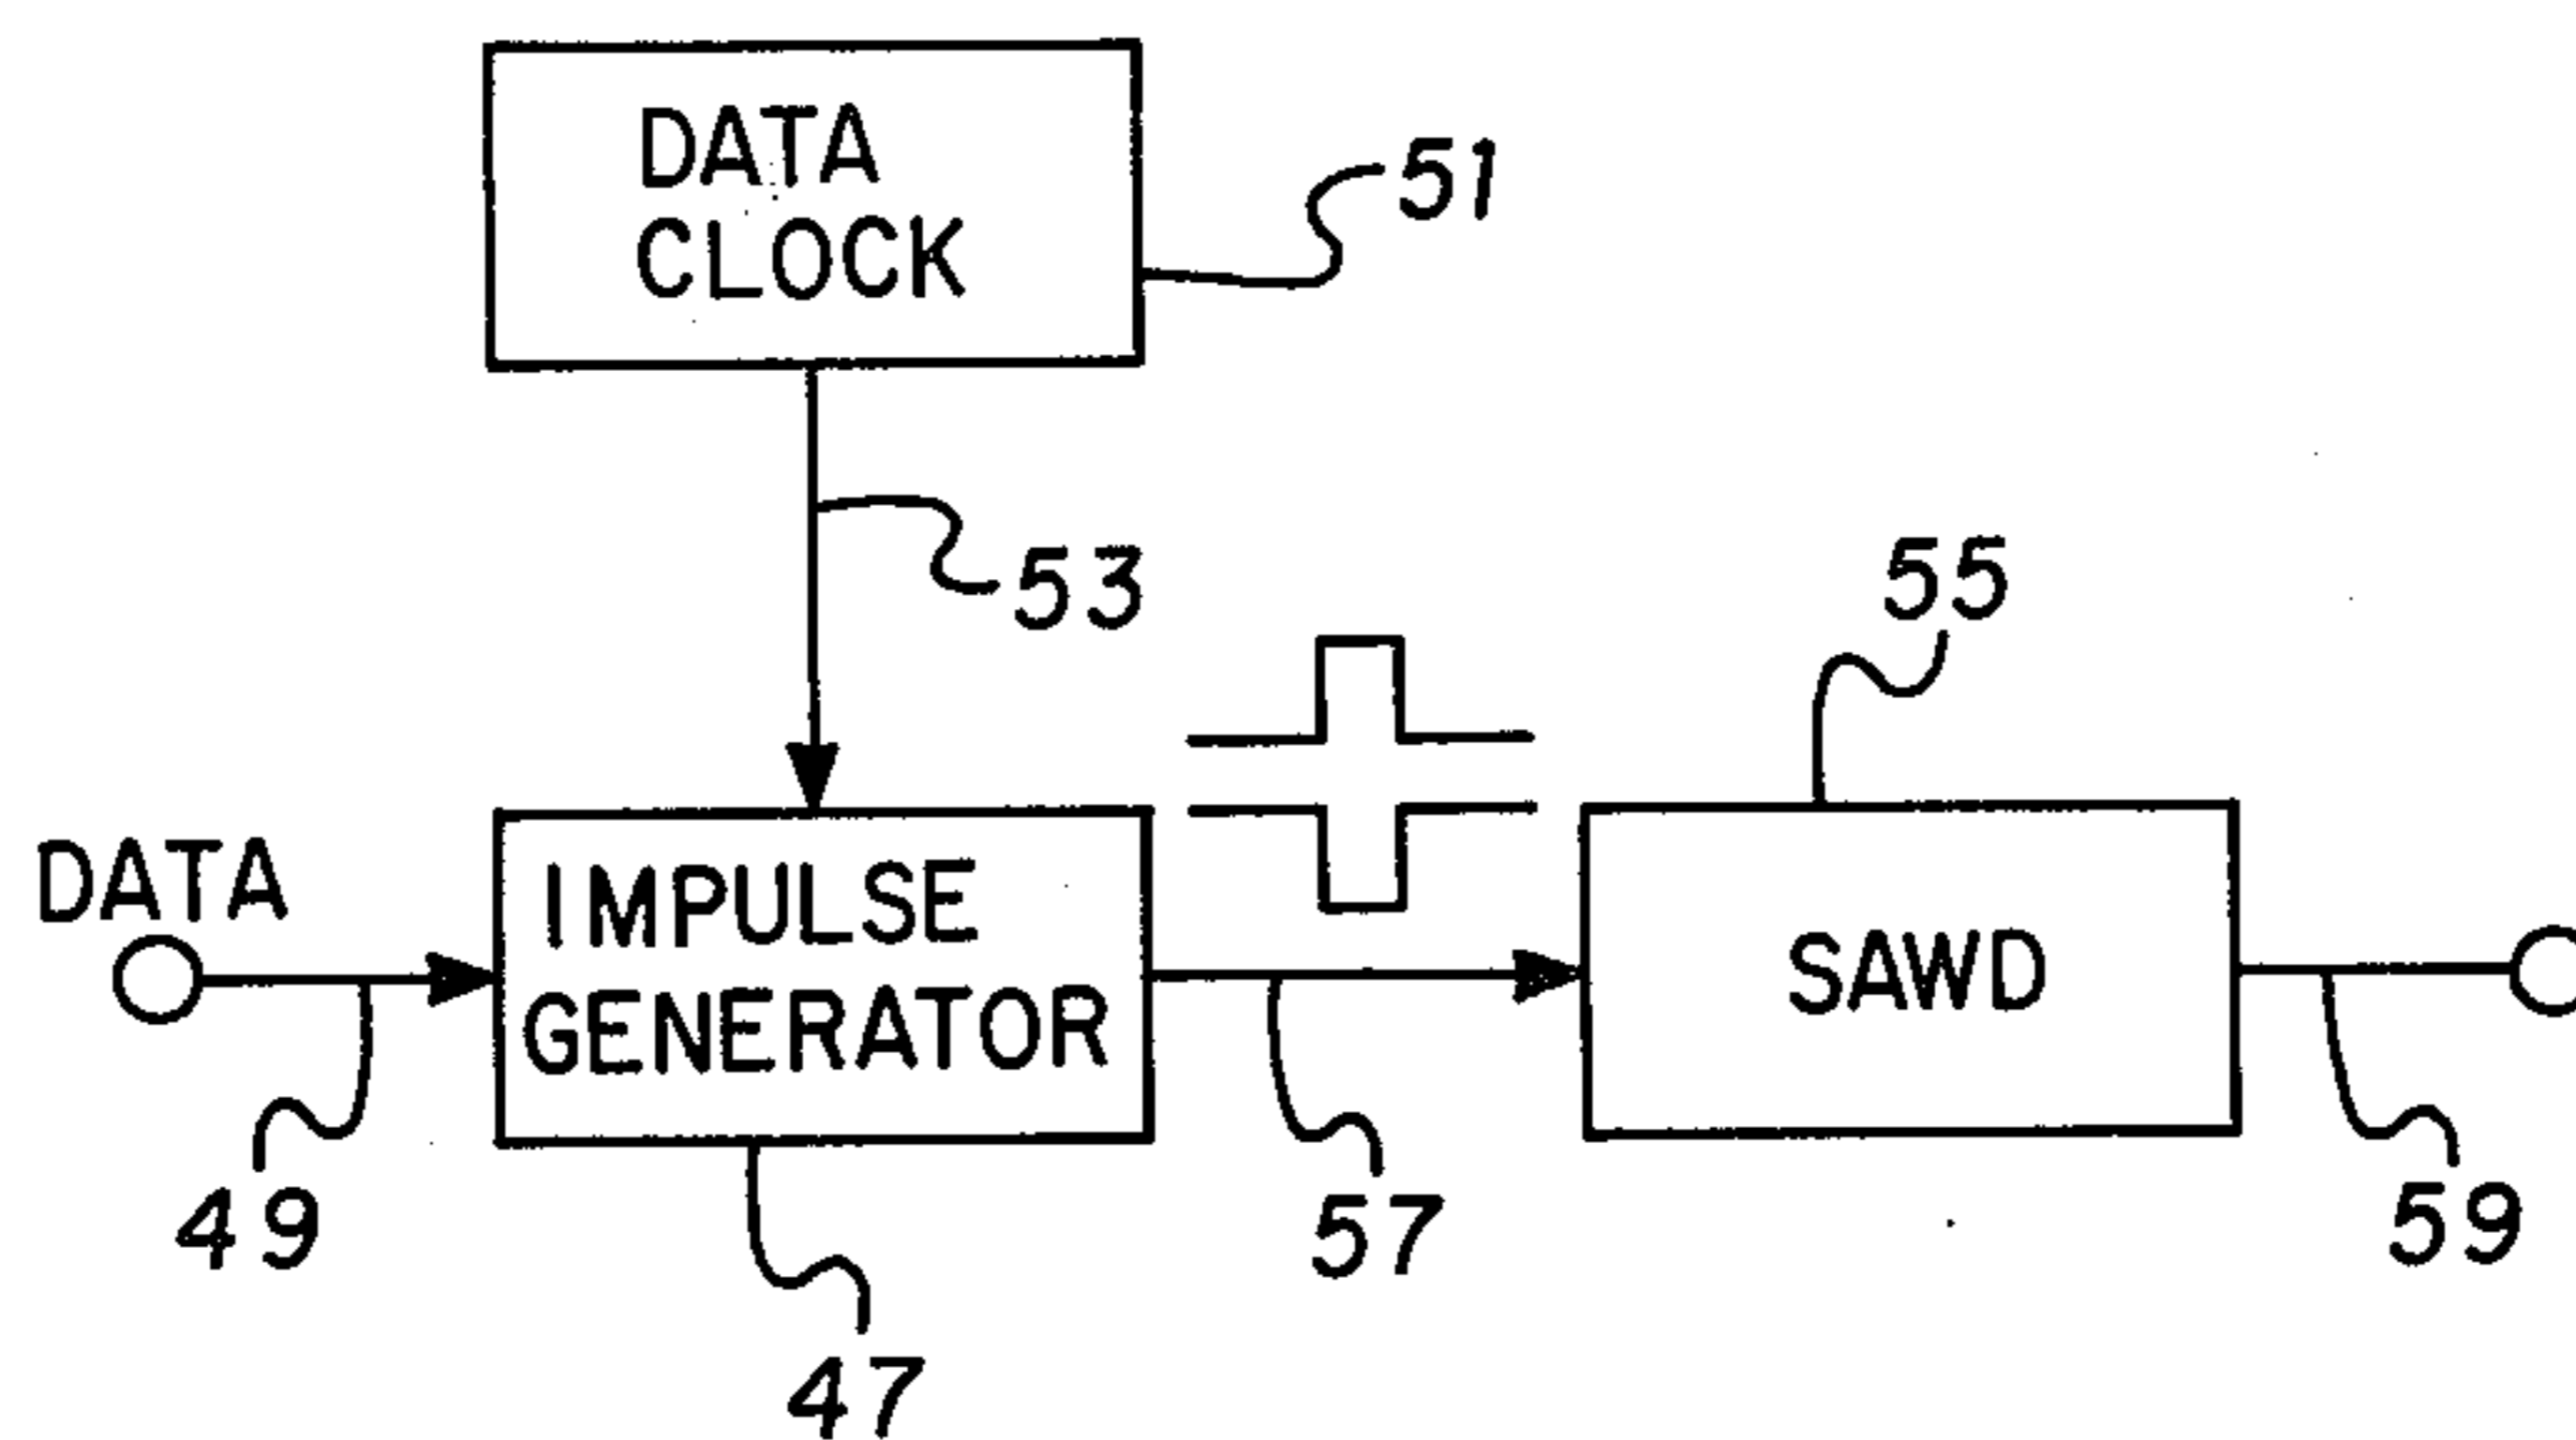 DATA
CLOCK
51
53
55
DATA
IMPULSE
GENERATOR
SAWD
49
57
59
47